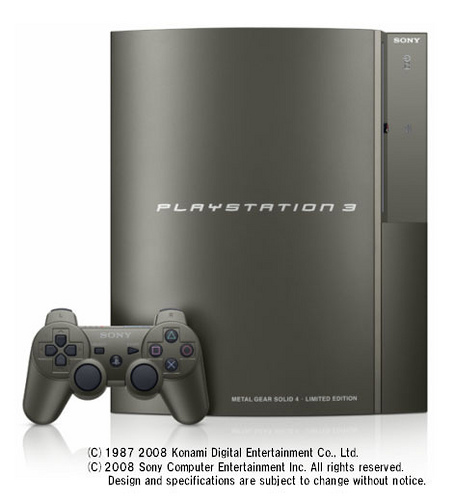 SONY
PLAYSTATION 3
SONY
METAL GEAR SOLID 4 - LIMITED EDITION
(C) 1987 2008 Konami Digital Entertainment Co., Ltd.
(C) 2008 Sony Computer Entertainment Inc. All rights reserved.
Design and specifications are subject to change without notice.